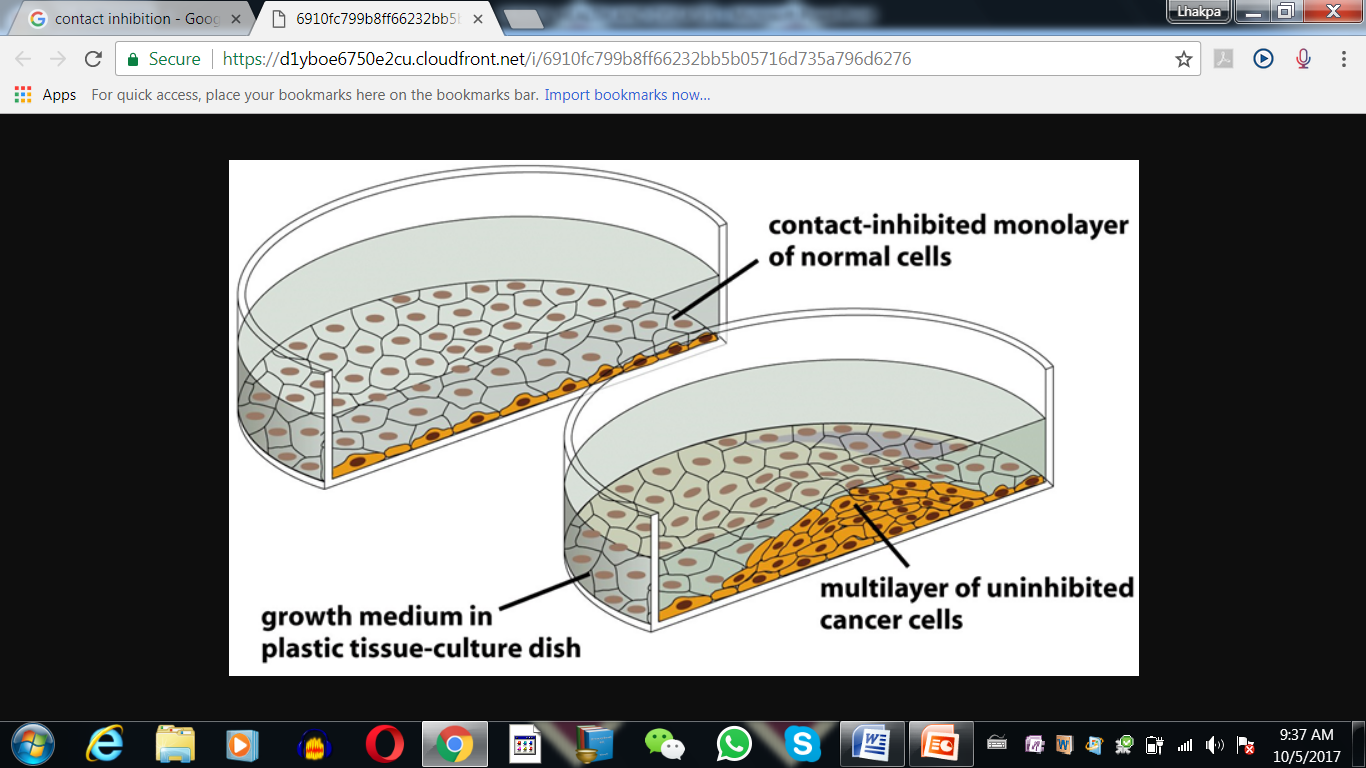 contact inhibition - Goog
6910fc799b8ff66232bb5b
Lhakpa
Secure
https://d1yboe6750e2cu.cloudfront.net/i/6910fc799b8ff66232bb5b05716d735a796d6276
Apps
For quick access, place your bookmarks here on the bookmarks bar. Import bookmarks now...
contact-inhibited monolayer
of normal cells
multilayer of uninhibited
cancer cells
growth medium in
plastic tissue-culture dish
9:37 AM
10/5/2017